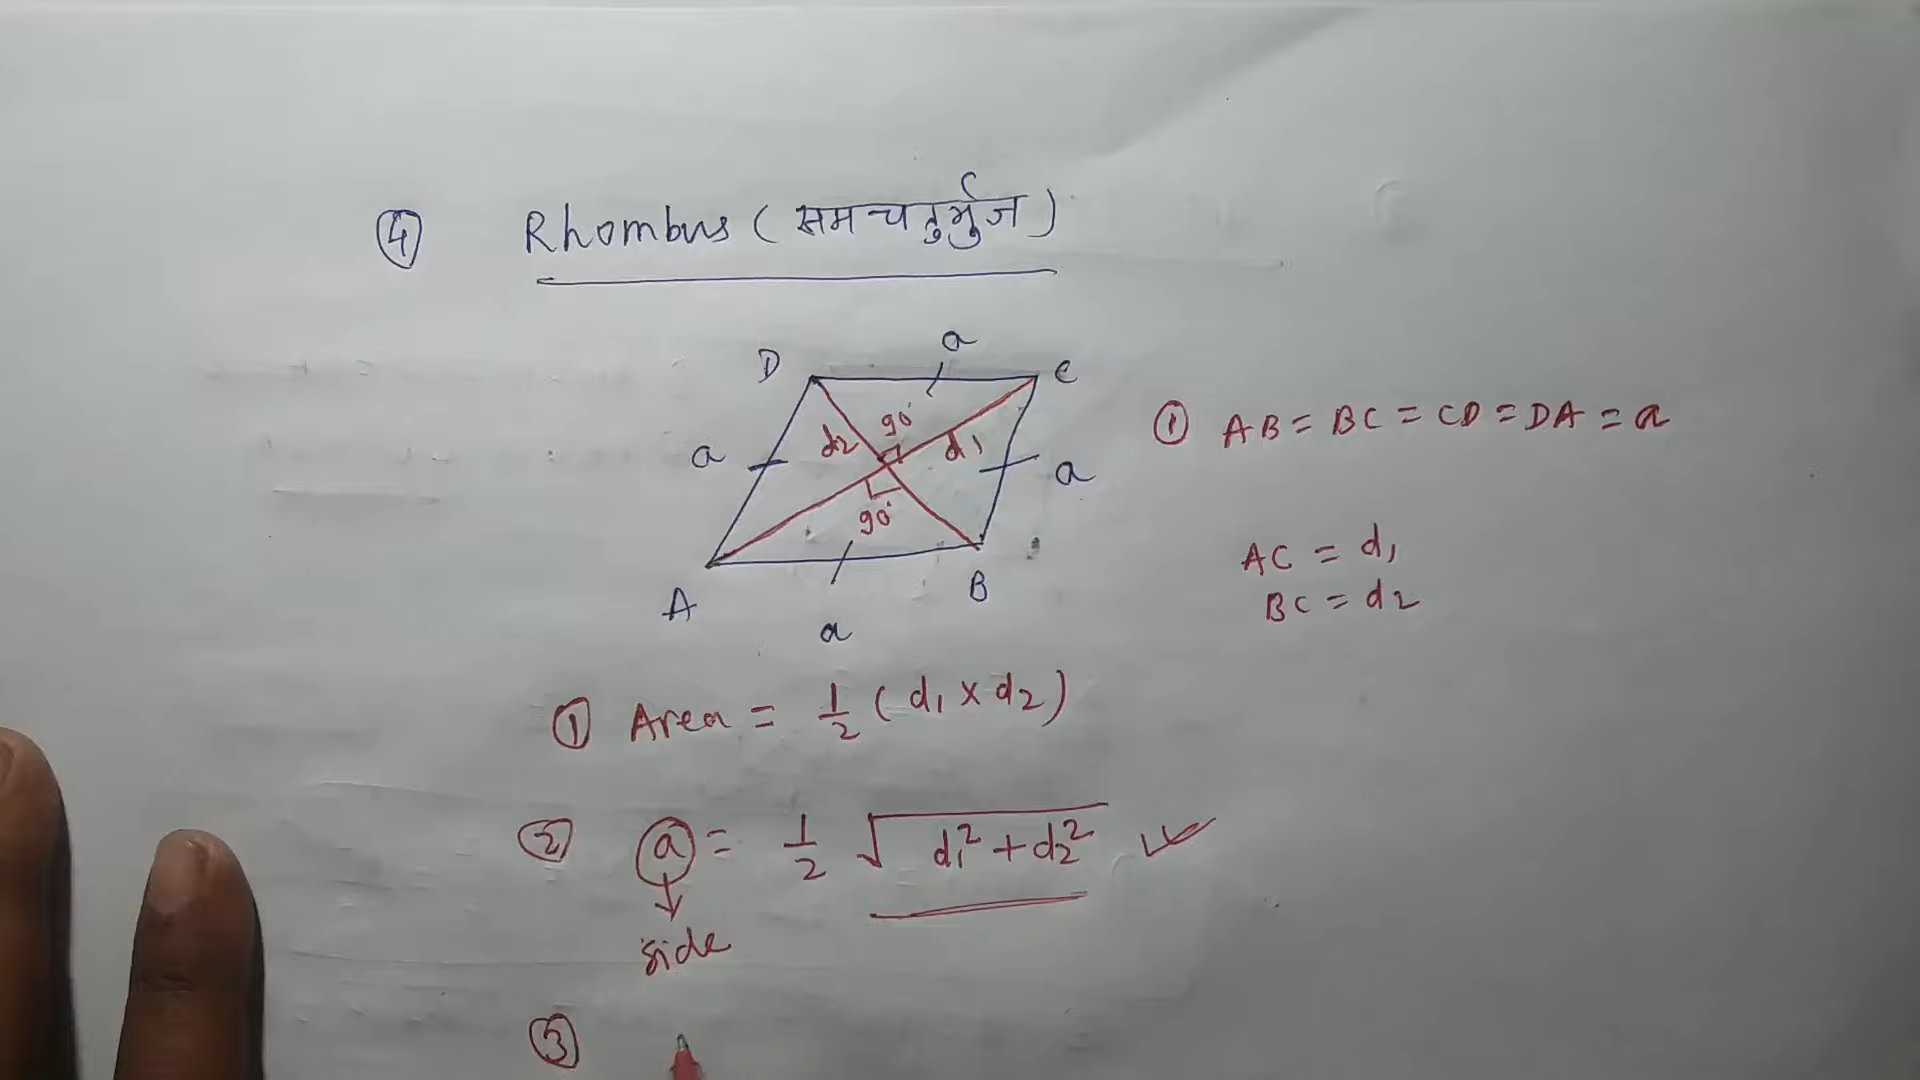 ④ Rhombus (समचतुर्भुज)
D a C
90°
d2 d1
a a
90°
A B
a
① AB = BC = CD = DA = a
AC = d1
BC = d2
① Area = 1/2 (d1 × d2)
② a = 1/2 √(d1² + d2²)
side
③